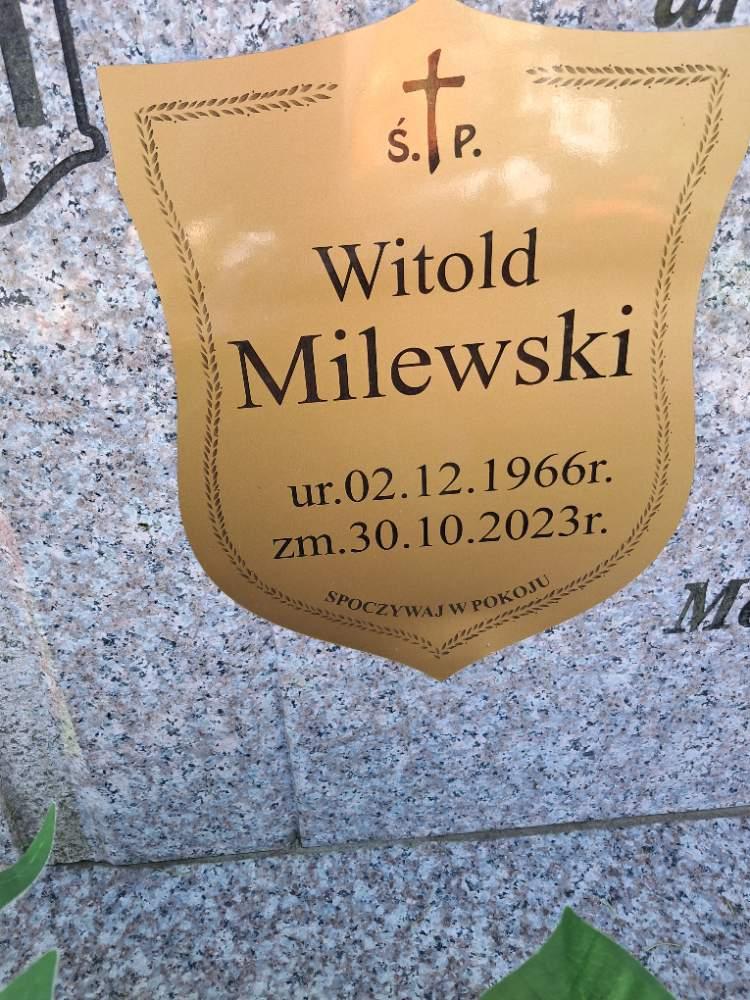 Ś. P.
Witold
Milewski
ur.02.12.1966r.
zm.30.10.2023r.
SPOCZYWAJ W POKOJU